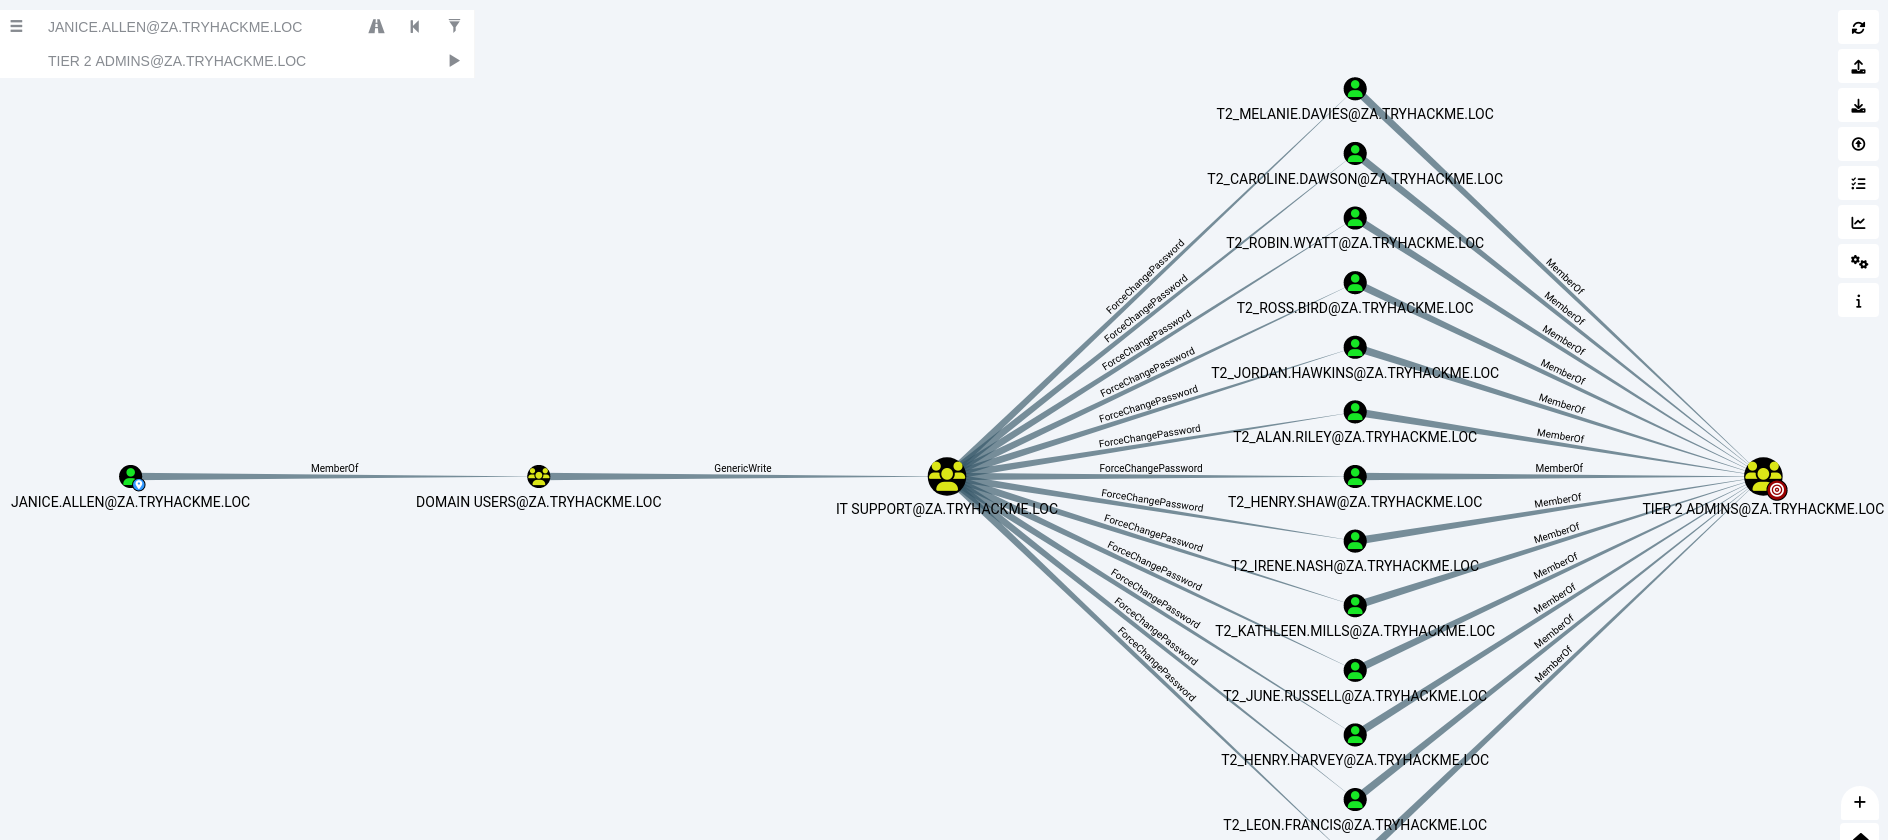 JANICE.ALLEN@ZA.TRYHACKME.LOC
TIER 2 ADMINS@ZA.TRYHACKME.LOC
JANICE.ALLEN@ZA.TRYHACKME.LOC
MemberOf
DOMAIN USERS@ZA.TRYHACKME.LOC
GenericWrite
IT SUPPORT@ZA.TRYHACKME.LOC
ForceChangePassword
ForceChangePassword
ForceChangePassword
ForceChangePassword
ForceChangePassword
ForceChangePassword
ForceChangePassword
ForceChangePassword
ForceChangePassword
ForceChangePassword
ForceChangePassword
ForceChangePassword
ForceChangePassword
T2_MELANIE.DAVIES@ZA.TRYHACKME.LOC
T2_CAROLINE.DAWSON@ZA.TRYHACKME.LOC
T2_ROBIN.WYATT@ZA.TRYHACKME.LOC
T2_ROSS.BIRD@ZA.TRYHACKME.LOC
T2_JORDAN.HAWKINS@ZA.TRYHACKME.LOC
T2_ALAN.RILEY@ZA.TRYHACKME.LOC
T2_HENRY.SHAW@ZA.TRYHACKME.LOC
T2_IRENE.NASH@ZA.TRYHACKME.LOC
T2_KATHLEEN.MILLS@ZA.TRYHACKME.LOC
T2_JUNE.RUSSELL@ZA.TRYHACKME.LOC
T2_HENRY.HARVEY@ZA.TRYHACKME.LOC
T2_LEON.FRANCIS@ZA.TRYHACKME.LOC
MemberOf
MemberOf
MemberOf
MemberOf
MemberOf
MemberOf
MemberOf
MemberOf
MemberOf
MemberOf
MemberOf
MemberOf
MemberOf
TIER 2 ADMINS@ZA.TRYHACKME.LOC